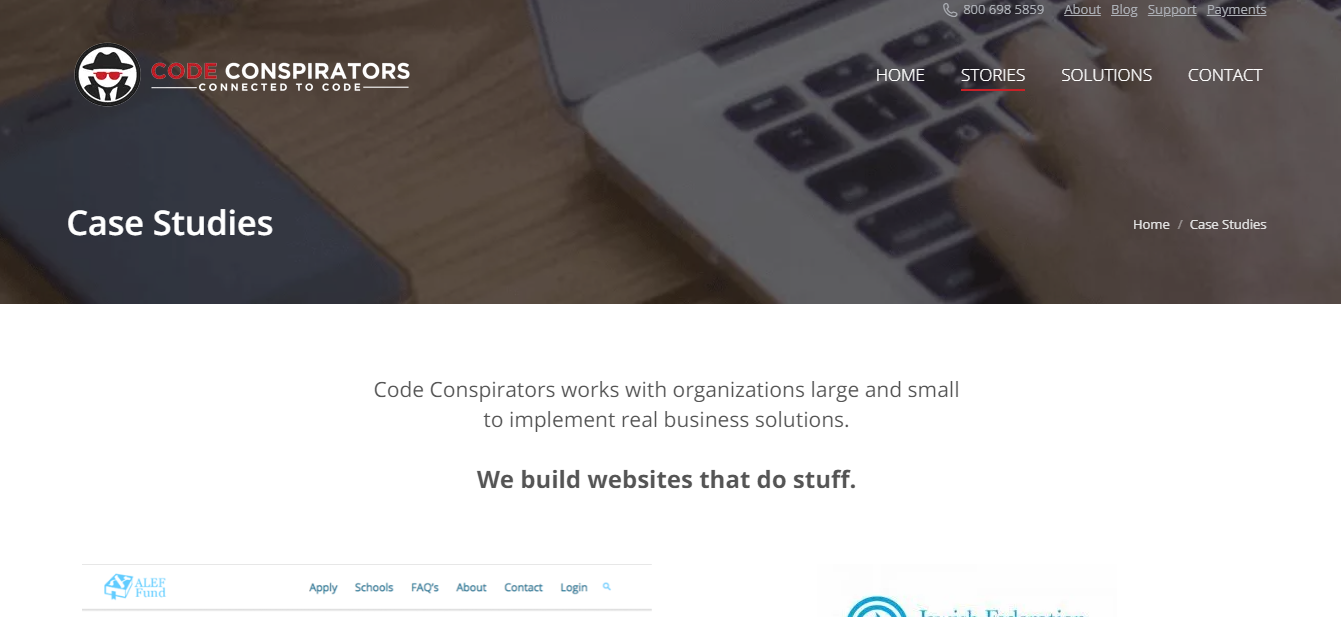 800 698 5859 About Blog Support Payments
CODE CONSPIRATORS
CONNECTED TO CODE
HOME STORIES SOLUTIONS CONTACT
Case Studies
Home / Case Studies
Code Conspirators works with organizations large and small
to implement real business solutions.
We build websites that do stuff.
ALEF
Fund
Apply Schools FAQ's About Contact Login
Jewish Federation